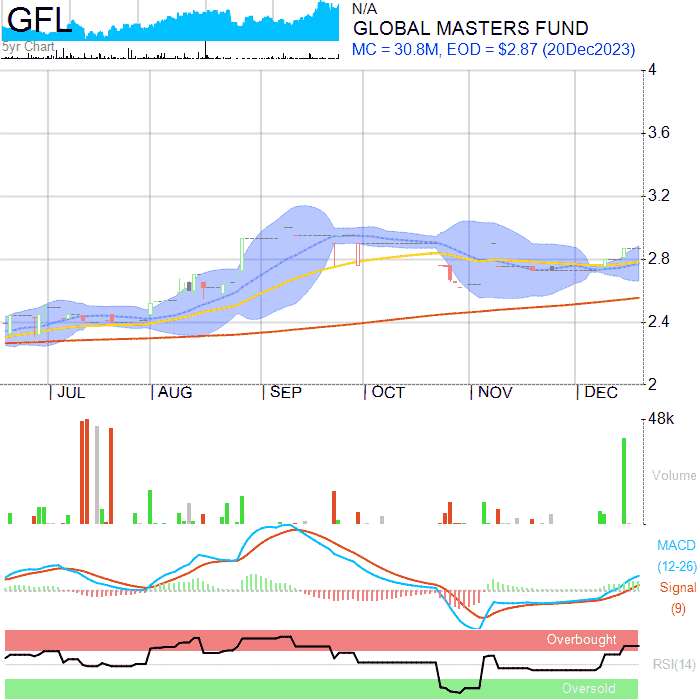 GFL
N/A
GLOBAL MASTERS FUND
5yr Chart
MC = 30.8M, EOD = $2.87 (20Dec2023)
4
3.6
3.2
2.8
2.4
2
JUL AUG SEP OCT NOV DEC
48k
Volume
MACD
(12-26)
Signal
(9)
Overbought
RSI(14)
Oversold